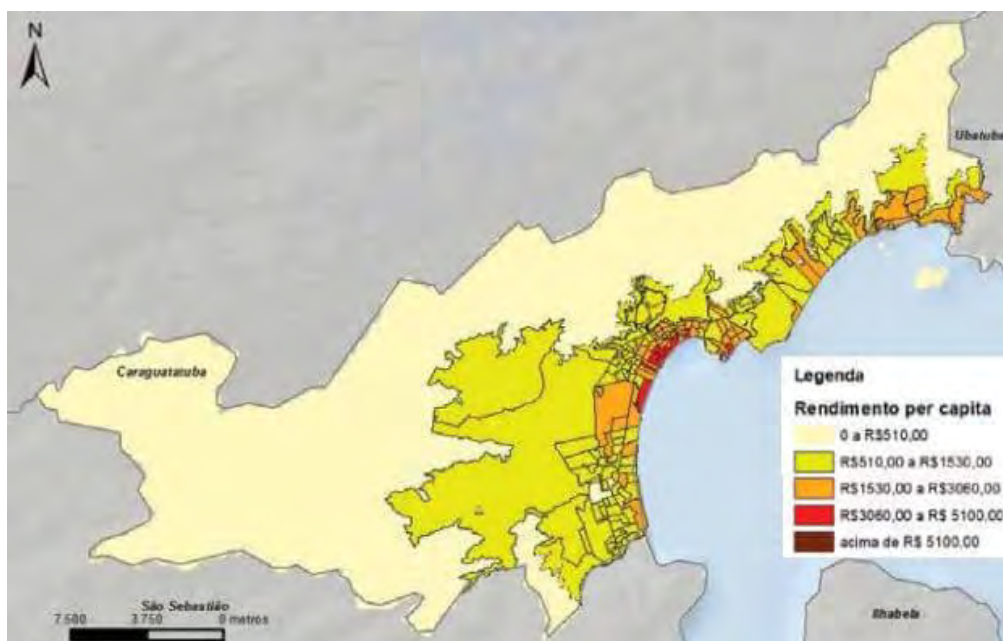 N
Ubatuba
Caraguatatuba
Legenda
Rendimento per capita
0 a R$510,00
R$510,00 a R$1530,00
R$1530,00 a R$3060,00
R$3060,00 a R$ 5100,00
acima de R$ 5100,00
São Sebastião
7.500 3.750 0 metros
Ilhabela